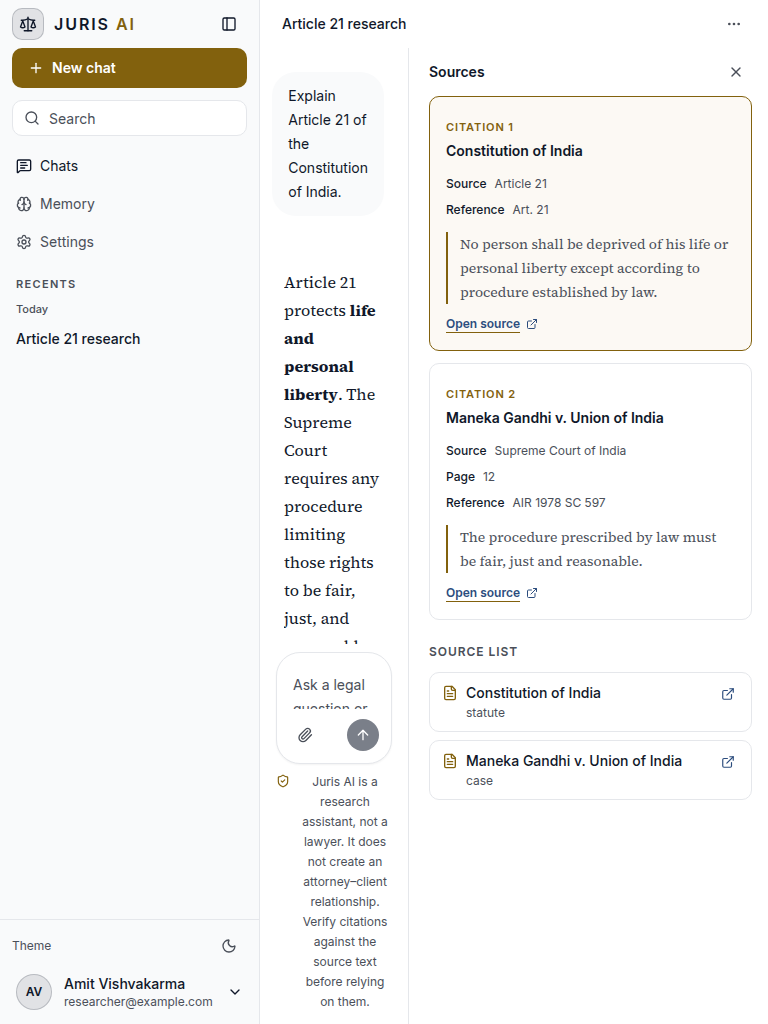 JURIS AI
New chat
Search
Chats
Memory
Settings
RECENTS
Today
Article 21 research
Theme
AV
Amit Vishvakarma
researcher@example.com
Article 21 research
Explain
Article 21 of
the
Constitution
of India.
Article 21
protects life
and
personal
liberty. The
Supreme
Court
requires any
procedure
limiting
those rights
to be fair,
just, and
Ask a legal
question or
Juris AI is a
research
assistant, not a
lawyer. It does
not create an
attorney–client
relationship.
Verify citations
against the
source text
before relying
on them.
Sources
CITATION 1
Constitution of India
Source Article 21
Reference Art. 21
No person shall be deprived of his life or
personal liberty except according to
procedure established by law.
Open source
CITATION 2
Maneka Gandhi v. Union of India
Source Supreme Court of India
Page 12
Reference AIR 1978 SC 597
The procedure prescribed by law must
be fair, just and reasonable.
Open source
SOURCE LIST
Constitution of India
statute
Maneka Gandhi v. Union of India
case